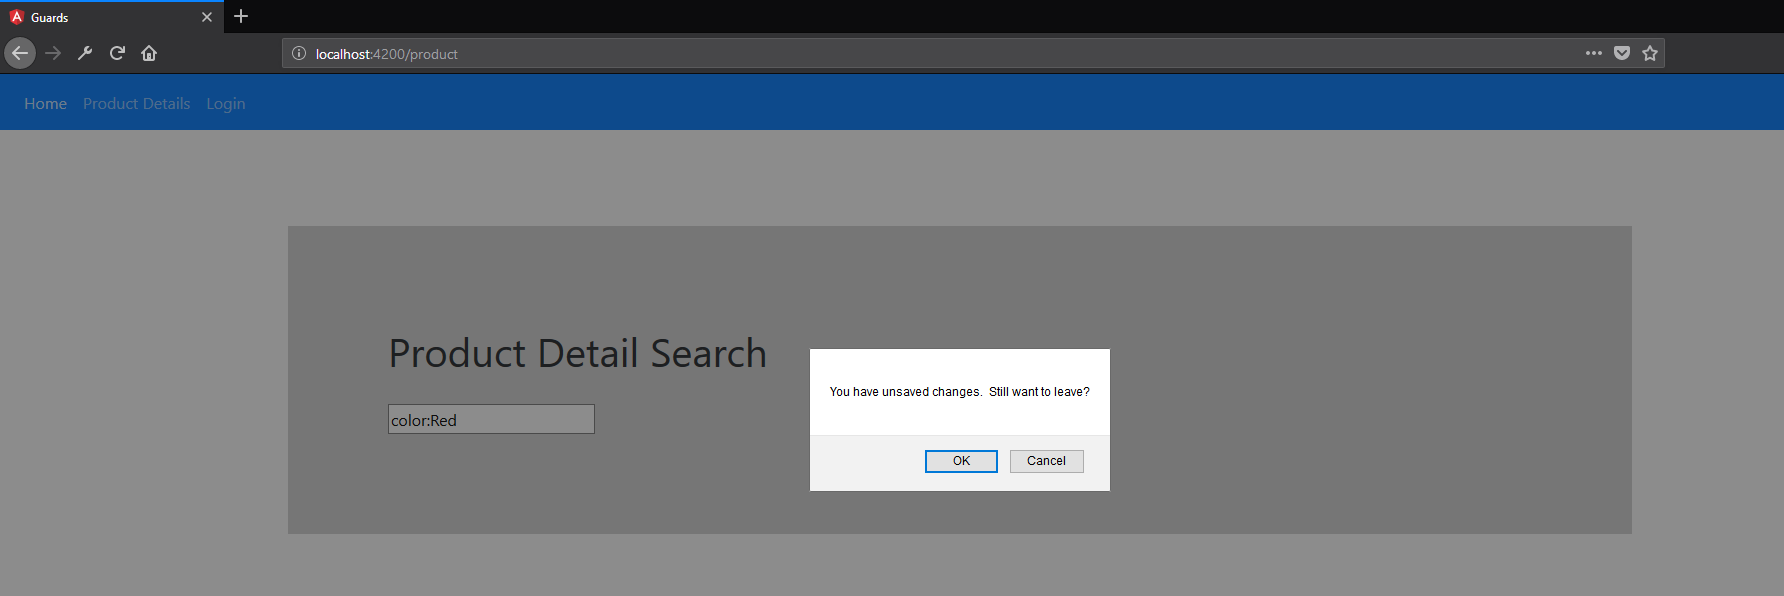 Guards
localhost:4200/product
Home Product Details Login
Product Detail Search
color:Red
You have unsaved changes.  Still want to leave?
OK Cancel